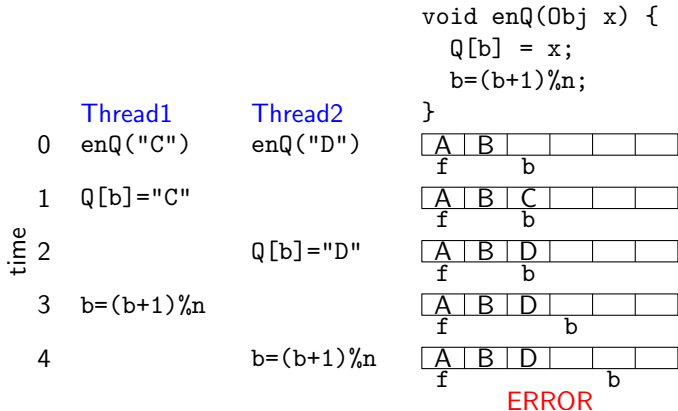 void enQ(Obj x) {
Q[b] = x;
b=(b+1)%n;
Thread1 Thread2 }
0 enQ("C") enQ("D") A B
f b
1 Q[b]="C" A B C
f b
time
2 Q[b]="D" A B D
f b
3 b=(b+1)%n A B D
f b
4 b=(b+1)%n A B D
f b
ERROR